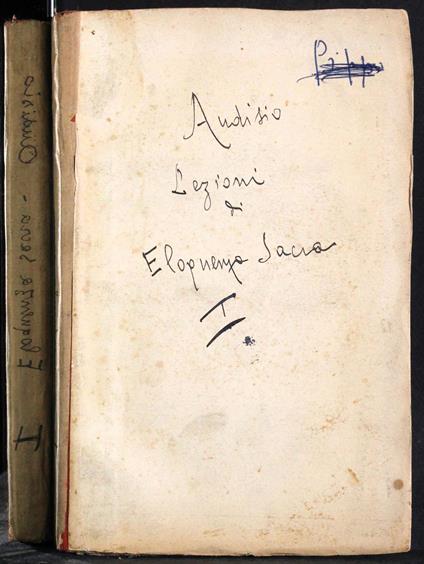 I Eloquenza sacra - Audisio
Audisio
Lezioni
di
Eloquenza Sacra
I